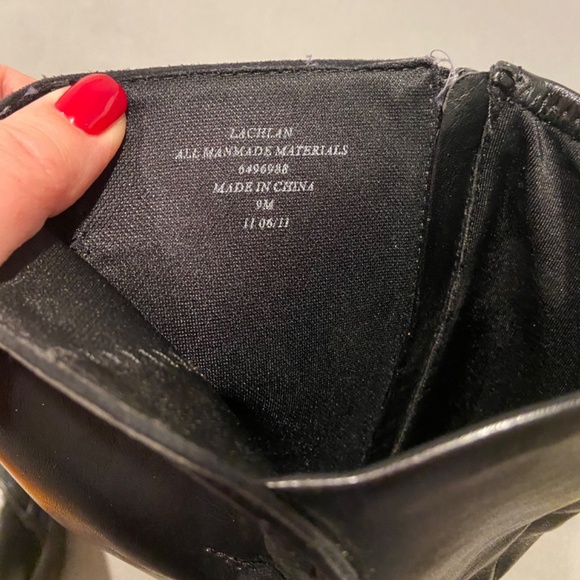 LACHLAN
ALL MANMADE MATERIALS
6496988
MADE IN CHINA
9M
11 06/11